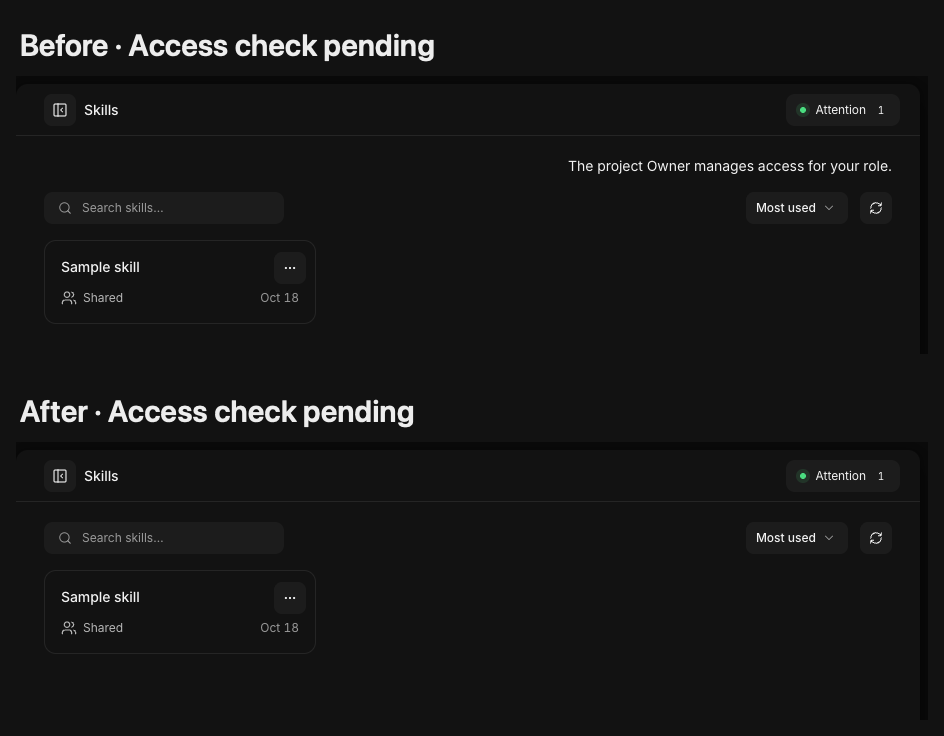 Before · Access check pending
Skills
Attention 1
The project Owner manages access for your role.
Search skills...
Most used
Sample skill
Shared
Oct 18
After · Access check pending
Skills
Attention 1
Search skills...
Most used
Sample skill
Shared
Oct 18